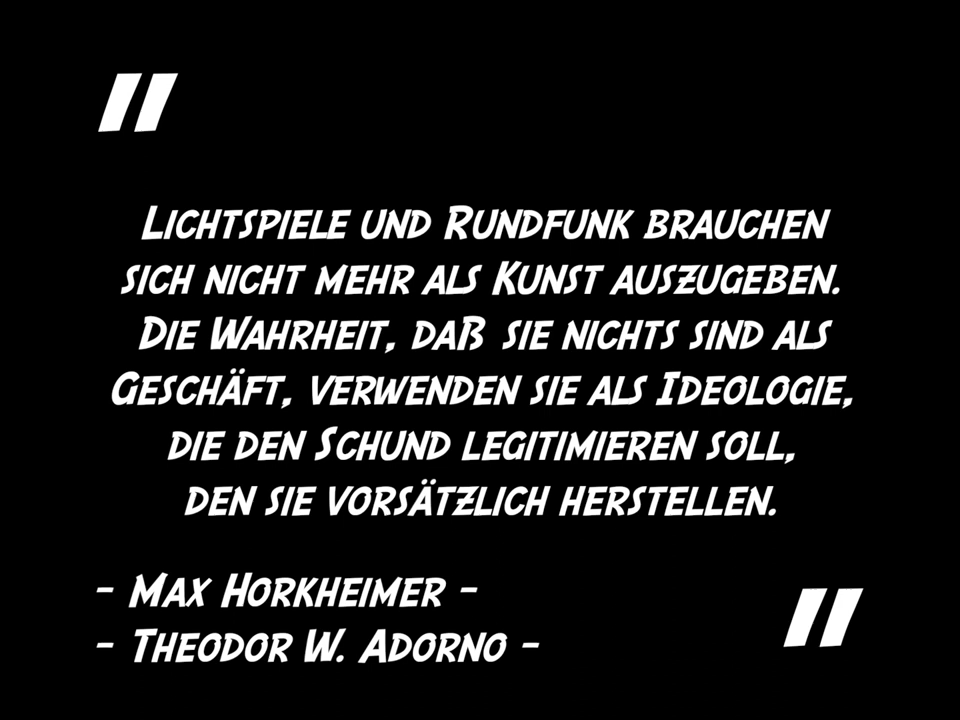 "
Lichtspiele und Rundfunk brauchen
sich nicht mehr als Kunst auszugeben.
Die Wahrheit, daß sie nichts sind als
Geschäft, verwenden sie als Ideologie,
die den Schund legitimieren soll,
den sie vorsätzlich herstellen.
- Max Horkheimer -
- Theodor W. Adorno -
"